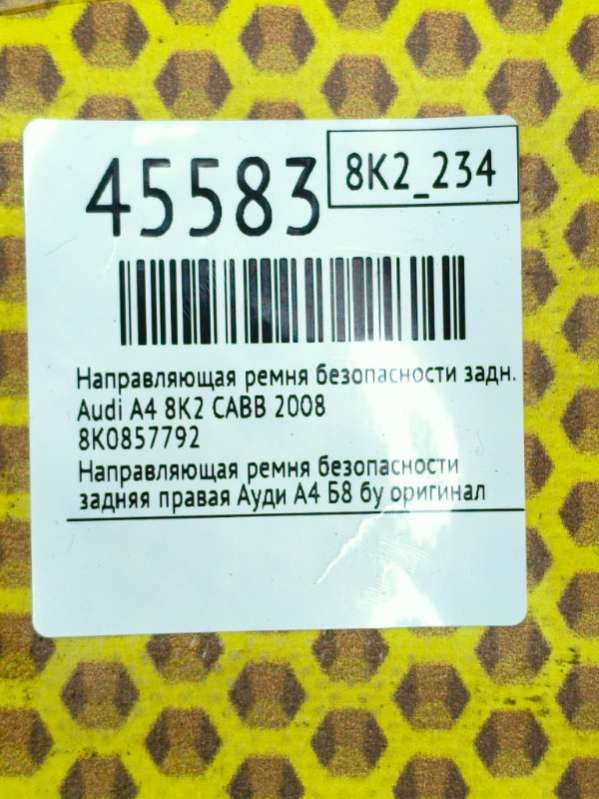 45583
8K2_234
Направляющая ремня безопасности задн.
Audi A4 8K2 CABB 2008
8K0857792
Направляющая ремня безопасности
задняя правая Ауди А4 Б8 бу оригинал